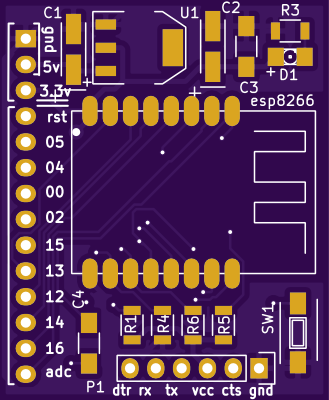 C1
U1
C2
R3
gnd
5v
3.3v
+
+
+
D1
C3
esp8266
rst
05
04
00
02
15
13
12
14
16
adc
C4
R1
R4
R6
R5
SW1
P1
dtr rx tx vcc cts gnd